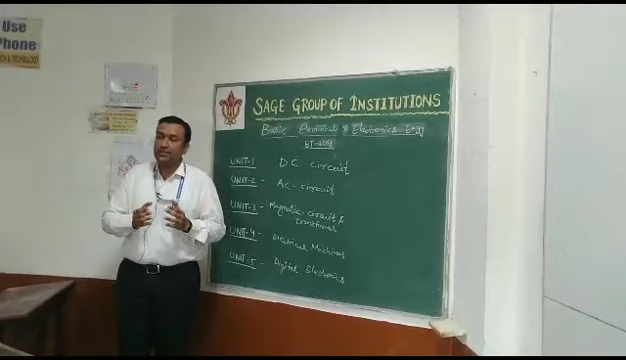 Use
Phone
& TECHNOLOGY
SAGE GROUP OF INSTITUTIONS
Basic Electrical & Electronics Engg
UNIT-1 DC - circuit
UNIT-2 - AC - circuit
UNIT-3 - Magnetic - circuit &
UNIT-4 - Electrical Machines
UNIT-5 - Digital Electronics